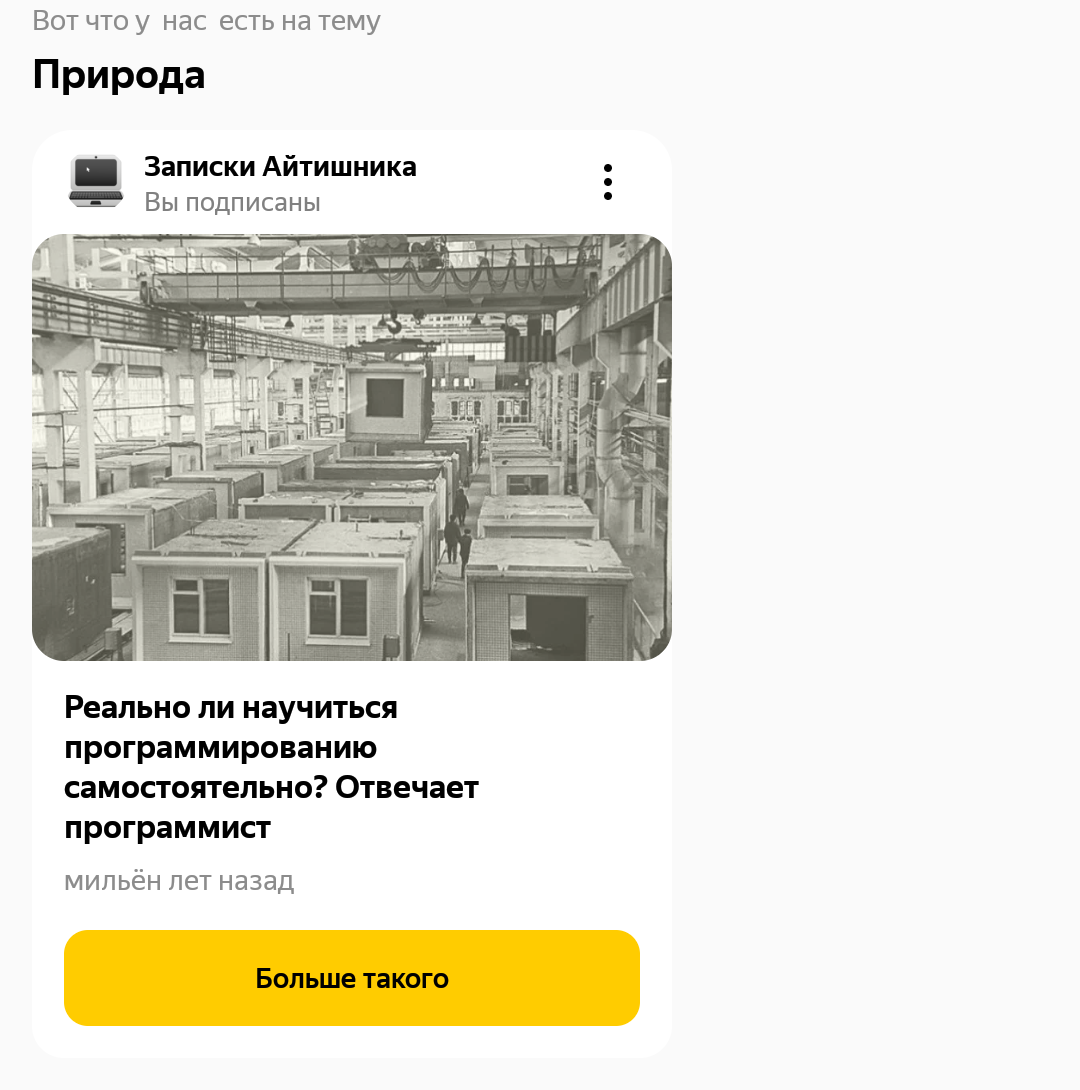 Вот что у нас есть на тему
Природа
Записки Айтишника
Вы подписаны
Реально ли научиться
программированию
самостоятельно? Отвечает
программист
мильён лет назад
Больше такого